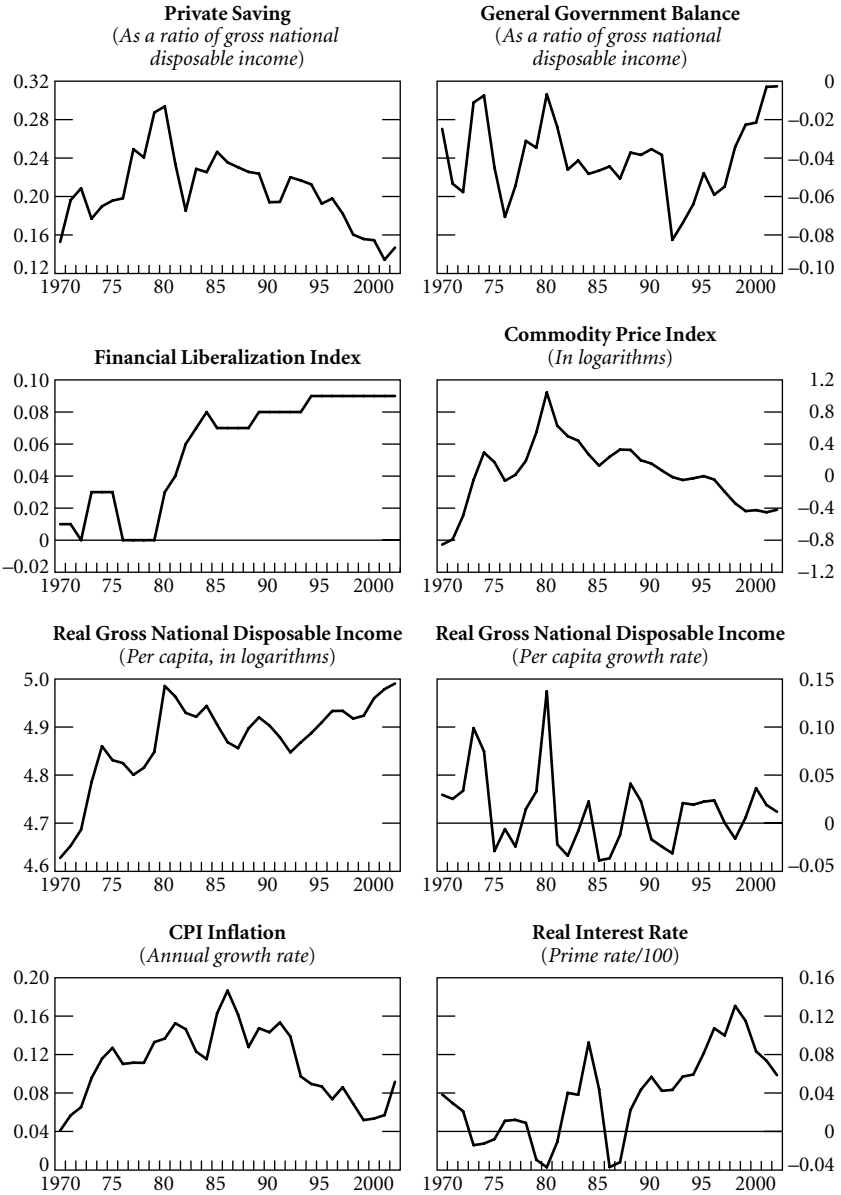 Private Saving
(As a ratio of gross national
disposable income)
0.32
0.28
0.24
0.20
0.16
0.12
1970 75 80 85 90 95 2000
General Government Balance
(As a ratio of gross national
disposable income)
0
–0.02
–0.04
–0.06
–0.08
–0.10
1970 75 80 85 90 95 2000
Financial Liberalization Index
0.10
0.08
0.06
0.04
0.02
0
–0.02
1970 75 80 85 90 95 2000
Commodity Price Index
(In logarithms)
1.2
0.8
0.4
0
–0.4
–0.8
–1.2
1970 75 80 85 90 95 2000
Real Gross National Disposable Income
(Per capita, in logarithms)
5.0
4.9
4.8
4.7
4.6
1970 75 80 85 90 95 2000
Real Gross National Disposable Income
(Per capita growth rate)
0.15
0.10
0.05
0
–0.05
1970 75 80 85 90 95 2000
CPI Inflation
(Annual growth rate)
0.20
0.16
0.12
0.08
0.04
0
1970 75 80 85 90 95 2000
Real Interest Rate
(Prime rate/100)
0.16
0.12
0.08
0.04
0
–0.04
1970 75 80 85 90 95 2000